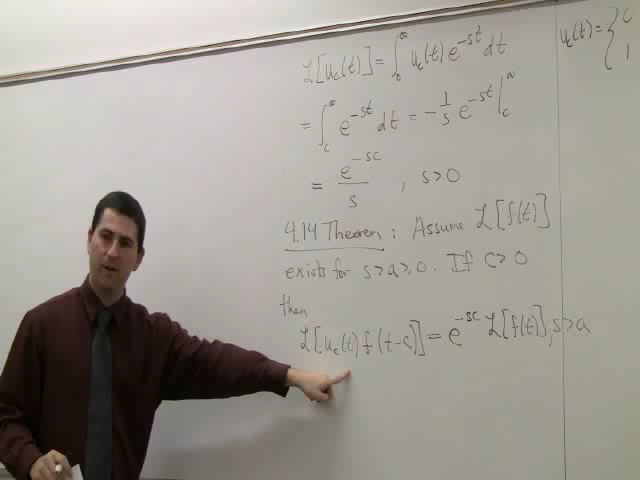 ℒ[u_c(t)] = ∫_0^∞ u_c(t) e^{-st} dt
= ∫_c^∞ e^{-st} dt = -1/s e^{-st} |_c^∞
= e^{-sc}/s , s>0
4.14 Theorem : Assume ℒ[f(t)]
exists for s>a≥0. If c>0
then
ℒ[u_c(t) f(t-c)] = e^{-sc} ℒ[f(t)], s>a
u_c(t) = {
1